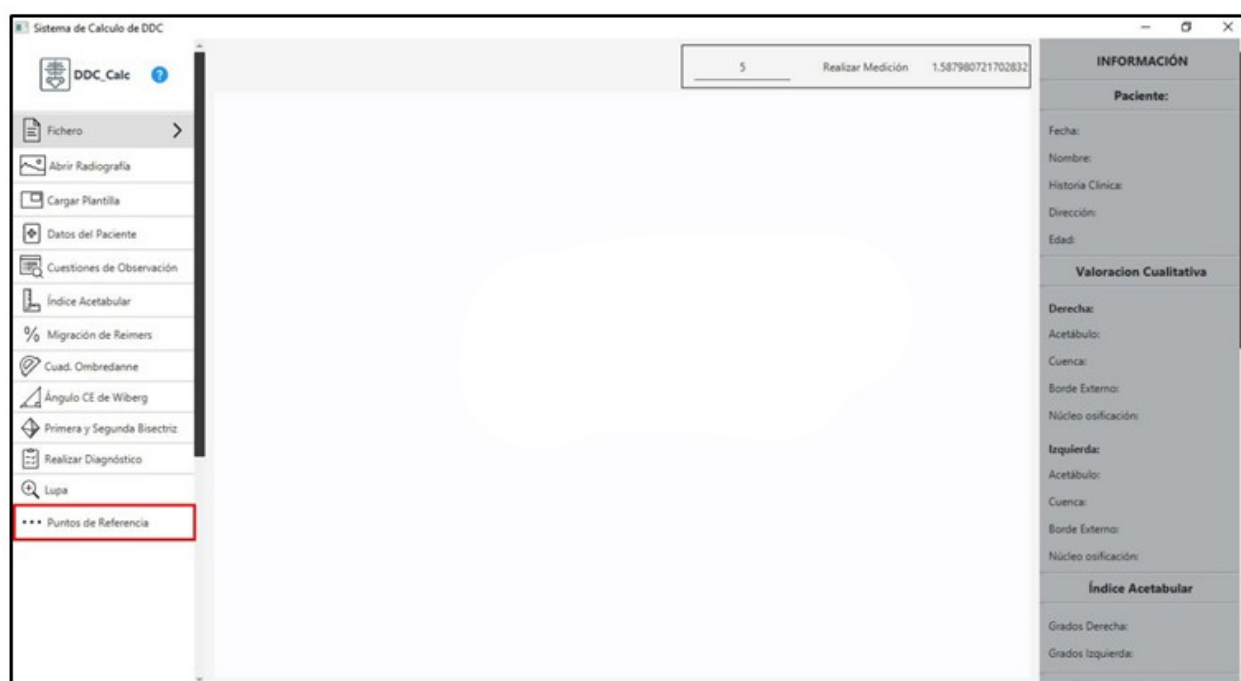 Sistema de Calculo de DDC
DDC_Calc ?
5 Realizar Medición 1.587980721702832
Fichero
Abrir Radiografía
Cargar Plantilla
Datos del Paciente
Cuestiones de Observación
Índice Acetabular
% Migración de Reimers
Cuad. Ombredanne
Ángulo CE de Wiberg
Primera y Segunda Bisectriz
Realizar Diagnóstico
Lupa
Puntos de Referencia
INFORMACIÓN
Paciente:
Fecha:
Nombre:
Historia Clinica:
Dirección:
Edad:
Valoracion Cualitativa
Derecha:
Acetábulo:
Cuenca:
Borde Externo:
Núcleo osificación:
Izquierda:
Acetábulo:
Cuenca:
Borde Externo:
Núcleo osificación:
Índice Acetabular
Grados Derecha:
Grados Izquierda: